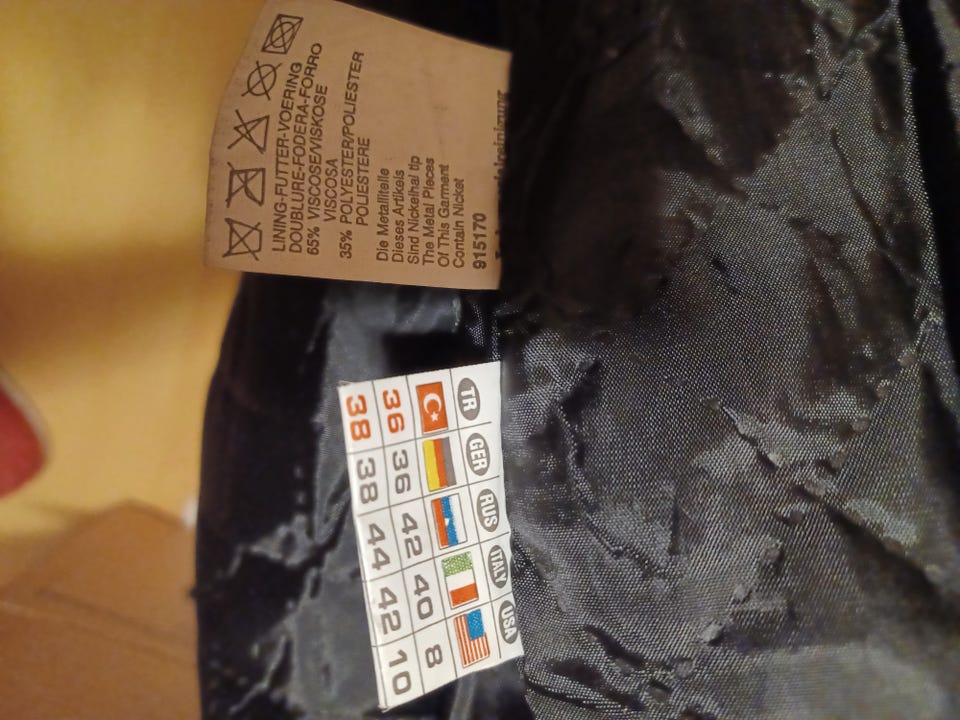 LINING-FUTTER-VOERING
DOUBLURE-FODERA-FORRO
65% VISCOSE/VISKOSE
VISCOSA
35% POLYESTER/POLIESTER
POLIESTERE
Die Metallteile
Dieses Artikels
Sind Nickelhal tip
The Metal Pieces
Of This Garment
Contain Nicket
915170
TR GER RUS ITALY USA
36 36 42 40 8
38 38 44 42 10